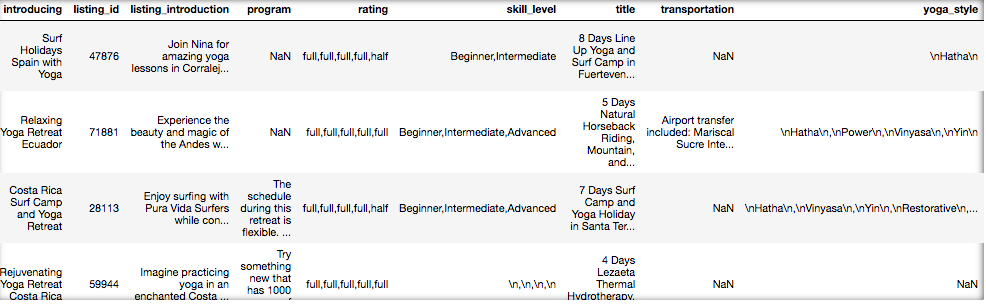 introducing listing_id listing_introduction program rating skill_level title transportation yoga_style
Surf Holidays Spain with Yoga 47876 Join Nina for amazing yoga lessons in Corralej... NaN full,full,full,full,half Beginner,Intermediate 8 Days Line Up Yoga and Surf Camp in Fuerteven... NaN \nHatha\n
Relaxing Yoga Retreat Ecuador 71881 Experience the beauty and magic of the Andes w... NaN full,full,full,full,full Beginner,Intermediate,Advanced 5 Days Natural Horseback Riding, Mountain, and... Airport transfer included: Mariscal Sucre Inte... \nHatha\n,\nPower\n,\nVinyasa\n,\nYin\n
Costa Rica Surf Camp and Yoga Retreat 28113 Enjoy surfing with Pura Vida Surfers while con... The schedule during this retreat is flexible. ... full,full,full,full,half Beginner,Intermediate,Advanced 7 Days Surf Camp and Yoga Holiday in Santa Ter... NaN \nHatha\n,\nVinyasa\n,\nYin\n,\nRestorative\n,...
Rejuvenating Yoga Retreat Costa Rica 59944 Imagine practicing yoga in an enchanted Costa ... Try something new that has 1000 full,full,full,full,full \n,\n,\n,\n 4 Days Lezaeta Thermal Hydrotherapy, NaN NaN